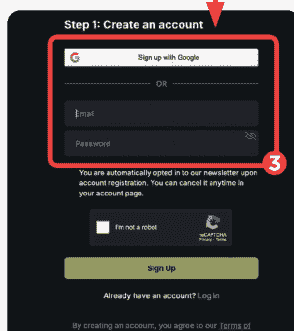 Step 1: Create an account
Sign up with Google
OR
Email
Password
3
You are automatically opted in to our newsletter upon
account registration. You can cancel it anytime in
your account page.
I'm not a robot
reCAPTCHA
Privacy - Terms
Sign Up
Already have an account? Log in
By creating an account, you agree to our Terms of